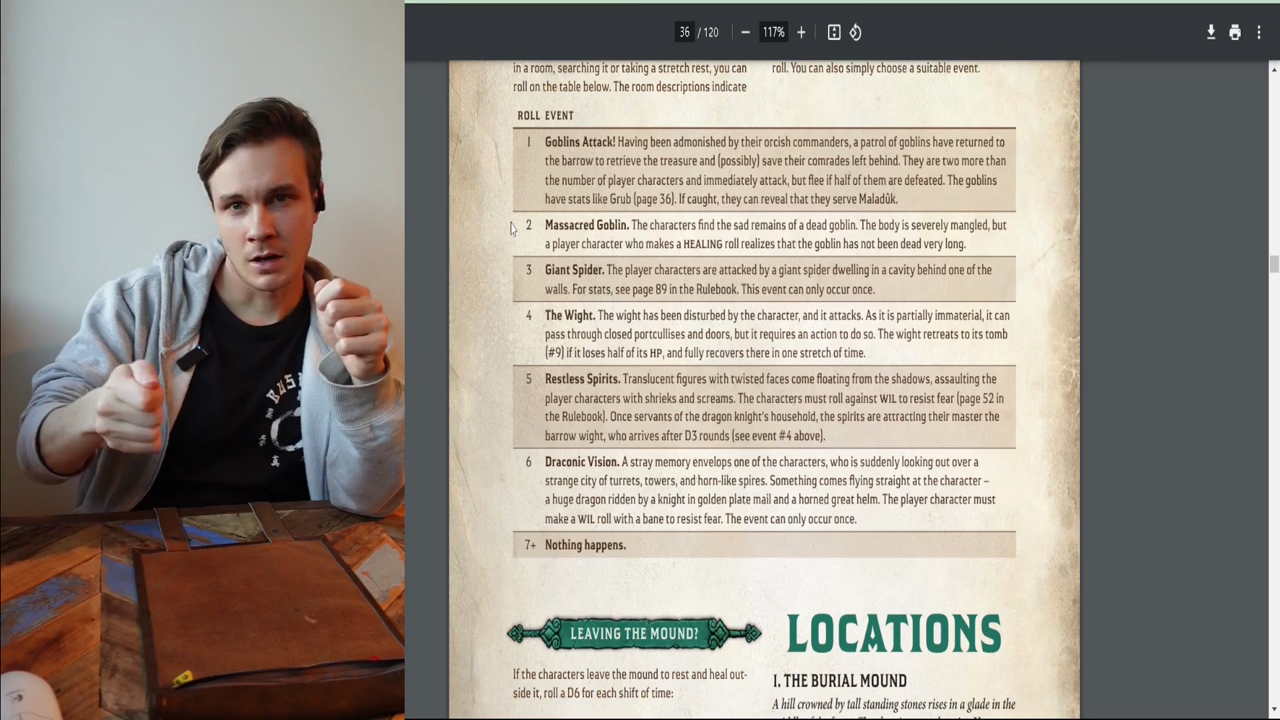 36 / 120
117%
in a room, searching it or taking a stretch rest, you can
roll on the table below. The room descriptions indicate
roll. You can also simply choose a suitable event.
ROLL EVENT
1 Goblins Attack! Having been admonished by their orcish commanders, a patrol of goblins have returned to
the barrow to retrieve the treasure and (possibly) save their comrades left behind. They are two more than
the number of player characters and immediately attack, but flee if half of them are defeated. The goblins
have stats like Grub (page 36). If caught, they can reveal that they serve Maladûk.
2 Massacred Goblin. The characters find the sad remains of a dead goblin. The body is severely mangled, but
a player character who makes a HEALING roll realizes that the goblin has not been dead very long.
3 Giant Spider. The player characters are attacked by a giant spider dwelling in a cavity behind one of the
walls. For stats, see page 89 in the Rulebook. This event can only occur once.
4 The Wight. The wight has been disturbed by the character, and it attacks. As it is partially immaterial, it can
pass through closed portcullises and doors, but it requires an action to do so. The wight retreats to its tomb
(#9) if it loses half of its HP, and fully recovers there in one stretch of time.
5 Restless Spirits. Translucent figures with twisted faces come floating from the shadows, assaulting the
player characters with shrieks and screams. The characters must roll against WIL to resist fear (page 52 in
the Rulebook). Once servants of the dragon knight's household, the spirits are attracting their master the
barrow wight, who arrives after D3 rounds (see event #4 above).
6 Draconic Vision. A stray memory envelops one of the characters, who is suddenly looking out over a
strange city of turrets, towers, and horn-like spires. Something comes flying straight at the character –
a huge dragon ridden by a knight in golden plate mail and a horned great helm. The player character must
make a WIL roll with a bane to resist fear. The event can only occur once.
7+ Nothing happens.
LEAVING THE MOUND?
If the characters leave the mound to rest and heal out-
side it, roll a D6 for each shift of time:
LOCATIONS
1. THE BURIAL MOUND
A hill crowned by tall standing stones rises in a glade in the